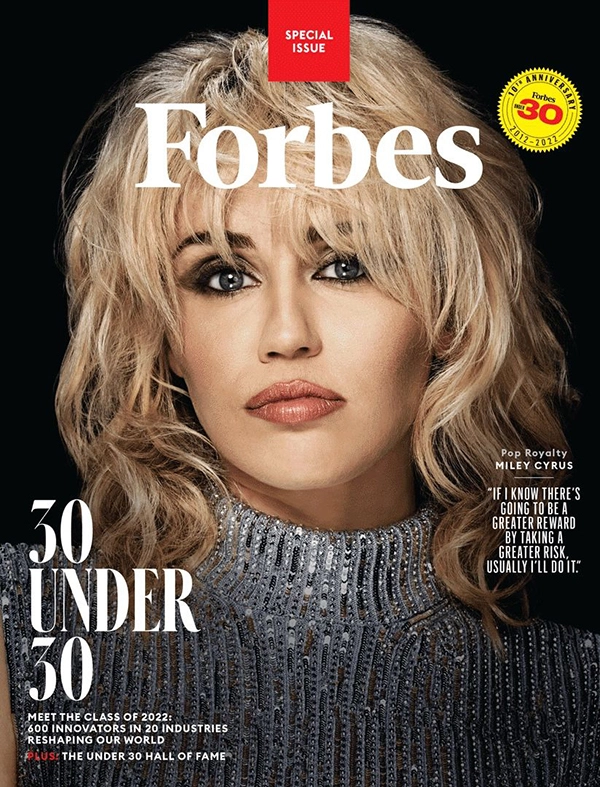 SPECIAL
ISSUE
Forbes
10TH ANNIVERSARY
Forbes
UNDER
30
2012-2022
Pop Royalty
MILEY CYRUS
"IF I KNOW THERE'S
GOING TO BE A
GREATER REWARD
BY TAKING A
GREATER RISK,
USUALLY I'LL DO IT."
30
UNDER
30
MEET THE CLASS OF 2022:
600 INNOVATORS IN 20 INDUSTRIES
RESHAPING OUR WORLD
PLUS: THE UNDER 30 HALL OF FAME